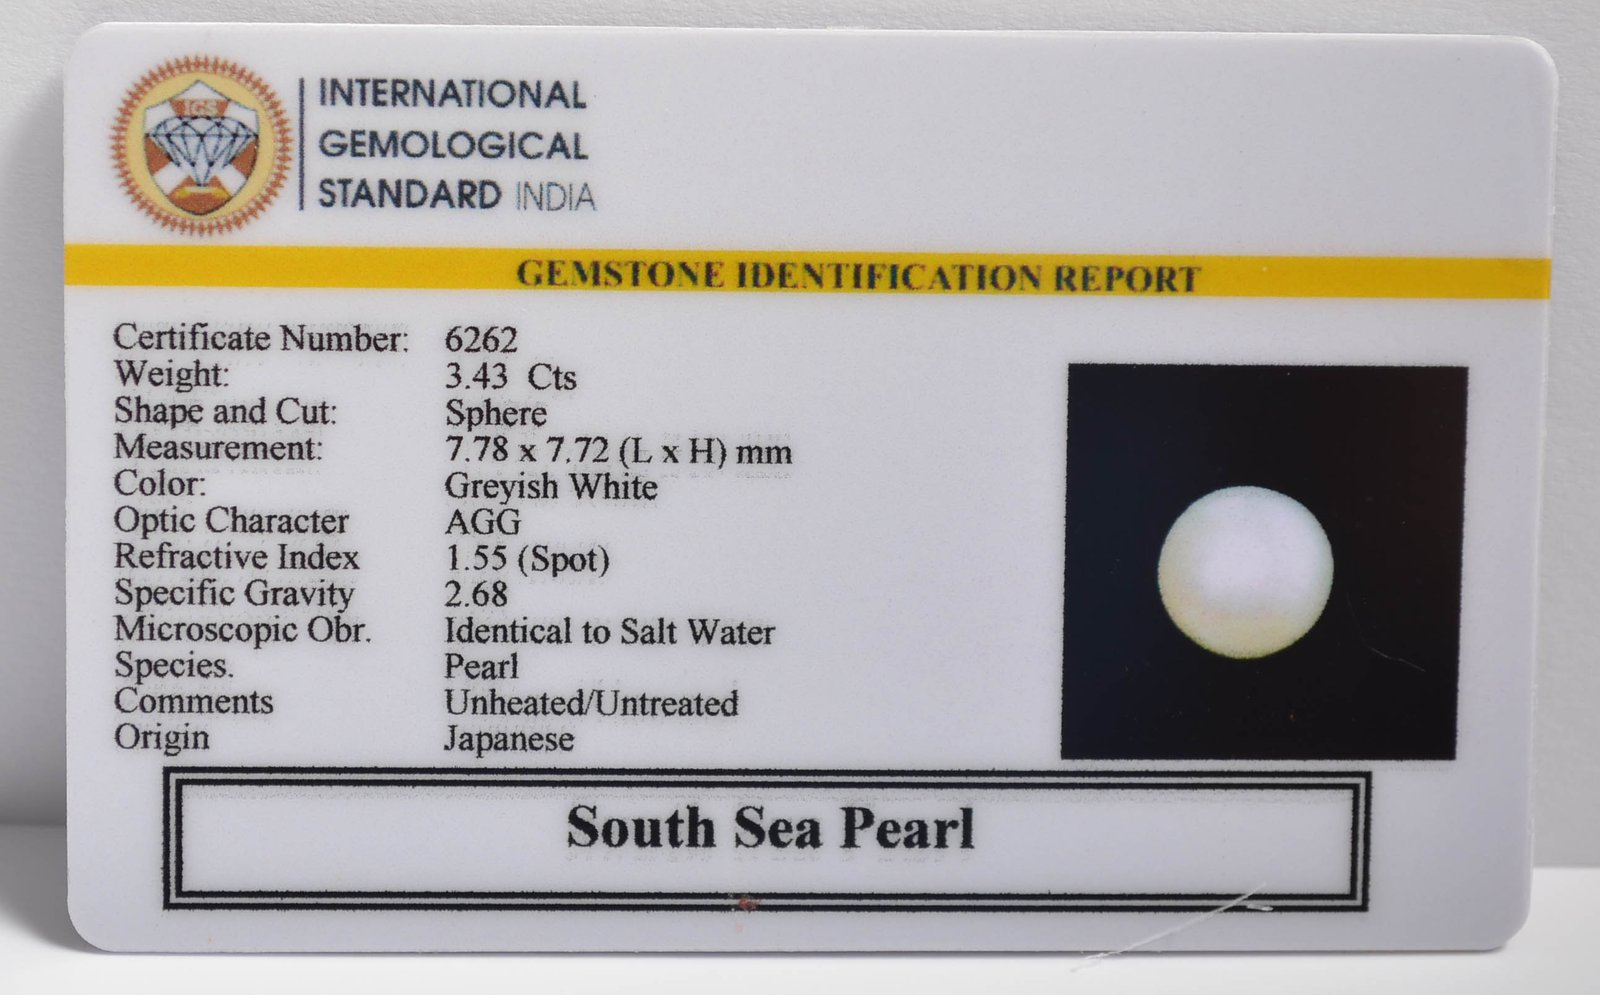 IGS
INTERNATIONAL
GEMOLOGICAL
STANDARD INDIA
GEMSTONE IDENTIFICATION REPORT
Certificate Number: 6262
Weight: 3.43 Cts
Shape and Cut: Sphere
Measurement: 7.78 x 7.72 (L x H) mm
Color: Greyish White
Optic Character AGG
Refractive Index 1.55 (Spot)
Specific Gravity 2.68
Microscopic Obr. Identical to Salt Water
Species. Pearl
Comments Unheated/Untreated
Origin Japanese
South Sea Pearl